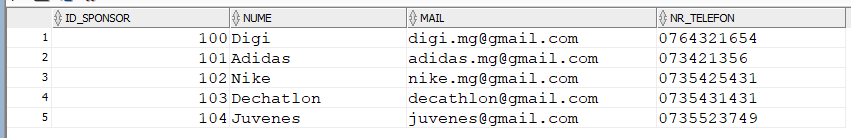 ID_SPONSOR NUME MAIL NR_TELEFON
1 100 Digi digi.mg@gmail.com 0764321654
2 101 Adidas adidas.mg@gmail.com 073421356
3 102 Nike nike.mg@gmail.com 0735425431
4 103 Dechatlon decathlon@gmail.com 0735431431
5 104 Juvenes juvenes@gmail.com 0735523749